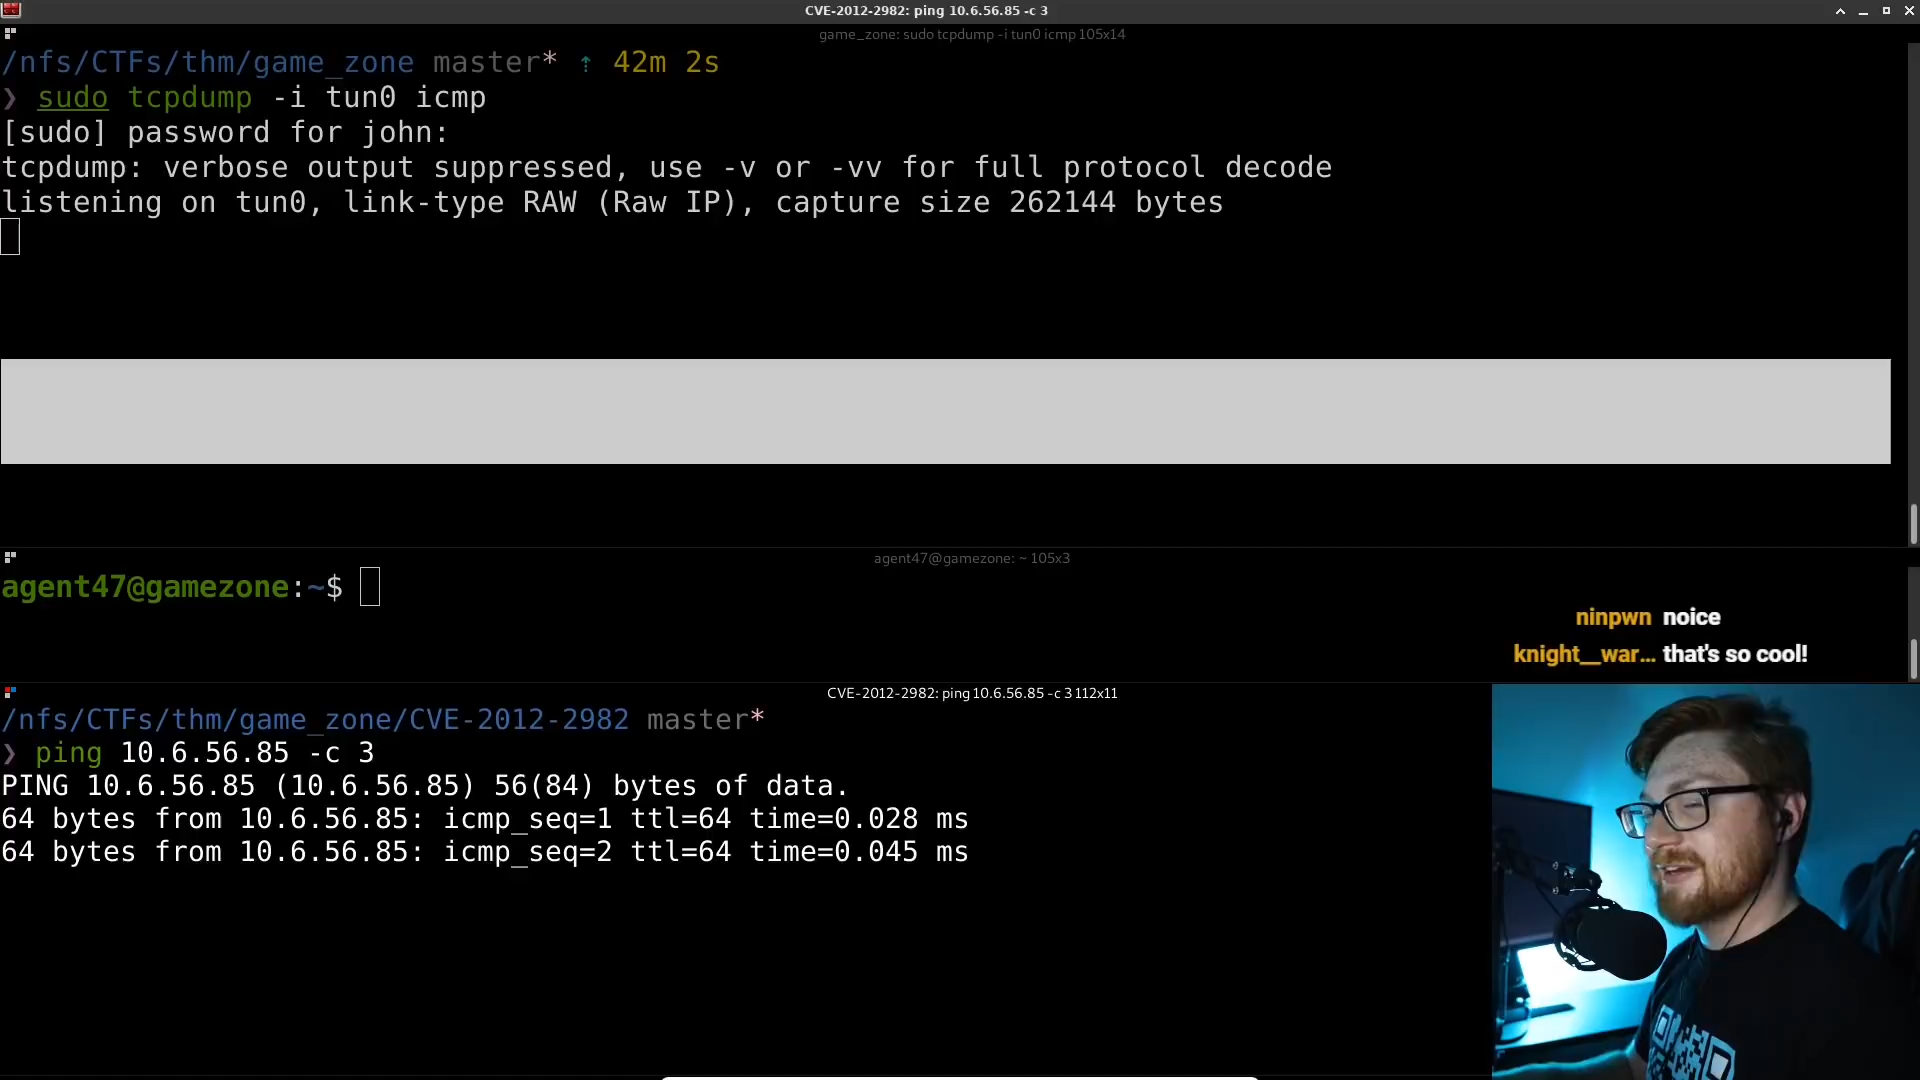 CVE-2012-2982: ping 10.6.56.85 -c 3
game_zone: sudo tcpdump -i tun0 icmp 105x14
/nfs/CTFs/thm/game_zone master* ⇡ 42m 2s
❯ sudo tcpdump -i tun0 icmp
[sudo] password for john:
tcpdump: verbose output suppressed, use -v or -vv for full protocol decode
listening on tun0, link-type RAW (Raw IP), capture size 262144 bytes
agent47@gamezone: ~ 105x3
agent47@gamezone:~$
ninpwn noice
knight__war... that's so cool!
CVE-2012-2982: ping 10.6.56.85 -c 3 112x11
/nfs/CTFs/thm/game_zone/CVE-2012-2982 master*
❯ ping 10.6.56.85 -c 3
PING 10.6.56.85 (10.6.56.85) 56(84) bytes of data.
64 bytes from 10.6.56.85: icmp_seq=1 ttl=64 time=0.028 ms
64 bytes from 10.6.56.85: icmp_seq=2 ttl=64 time=0.045 ms